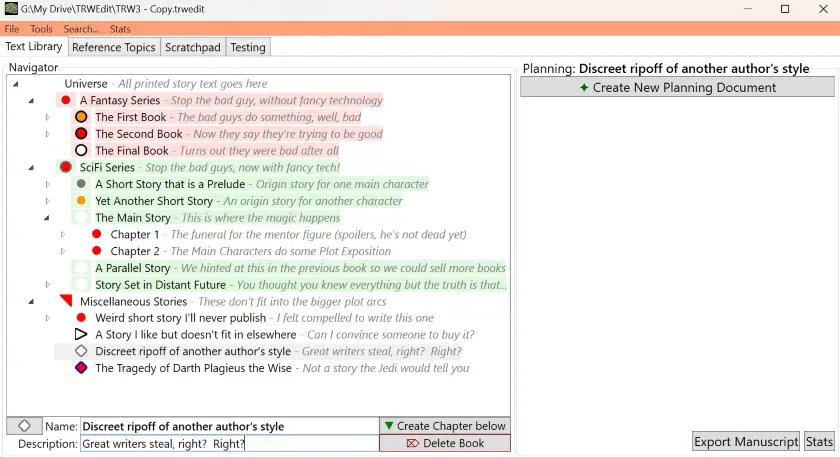 G:\My Drive\TRWEdit\TRW3 - Copy.trwedit
File Tools Search... Stats
Text Library Reference Topics Scratchpad Testing
Navigator
Universe - All printed story text goes here
A Fantasy Series - Stop the bad guy, without fancy technology
The First Book - The bad guys do something, well, bad
The Second Book - Now they say they're trying to be good
The Final Book - Turns out they were bad after all
SciFi Series - Stop the bad guys, now with fancy tech!
A Short Story that is a Prelude - Origin story for one main character
Yet Another Short Story - An origin story for another character
The Main Story - This is where the mugic happens
Chapter 1 - The funeral for the mentor figure (spoilers, he's not dead yet)
Chapter 2 - The Main Characters do some Plot Exposition
A Parallel Story - We hinted at this in the previous book so we could sell more books
Story Set in Distant Future - You thought you knew everything but the truth is that...
Miscellaneous Stories - These don't fit into the bigger plot arcs
Weird short story I'll never publish - I felt compelled to write this one
A Story I like but doesn't fit in elsewhere - Can I convince someone to buy it?
Discreet ripoff of another author's style - Great writers steal, right? Right?
The Tragedy of Darth Plagieus the Wise - Not a story the Jedi would tell you
Name: Discreet ripoff of another author's style
Create Chapter below
Description: Great writers steal, right? Right?
Delete Book
Planning: Discreet ripoff of another author's style
Create New Planning Document
Export Manuscript Stats